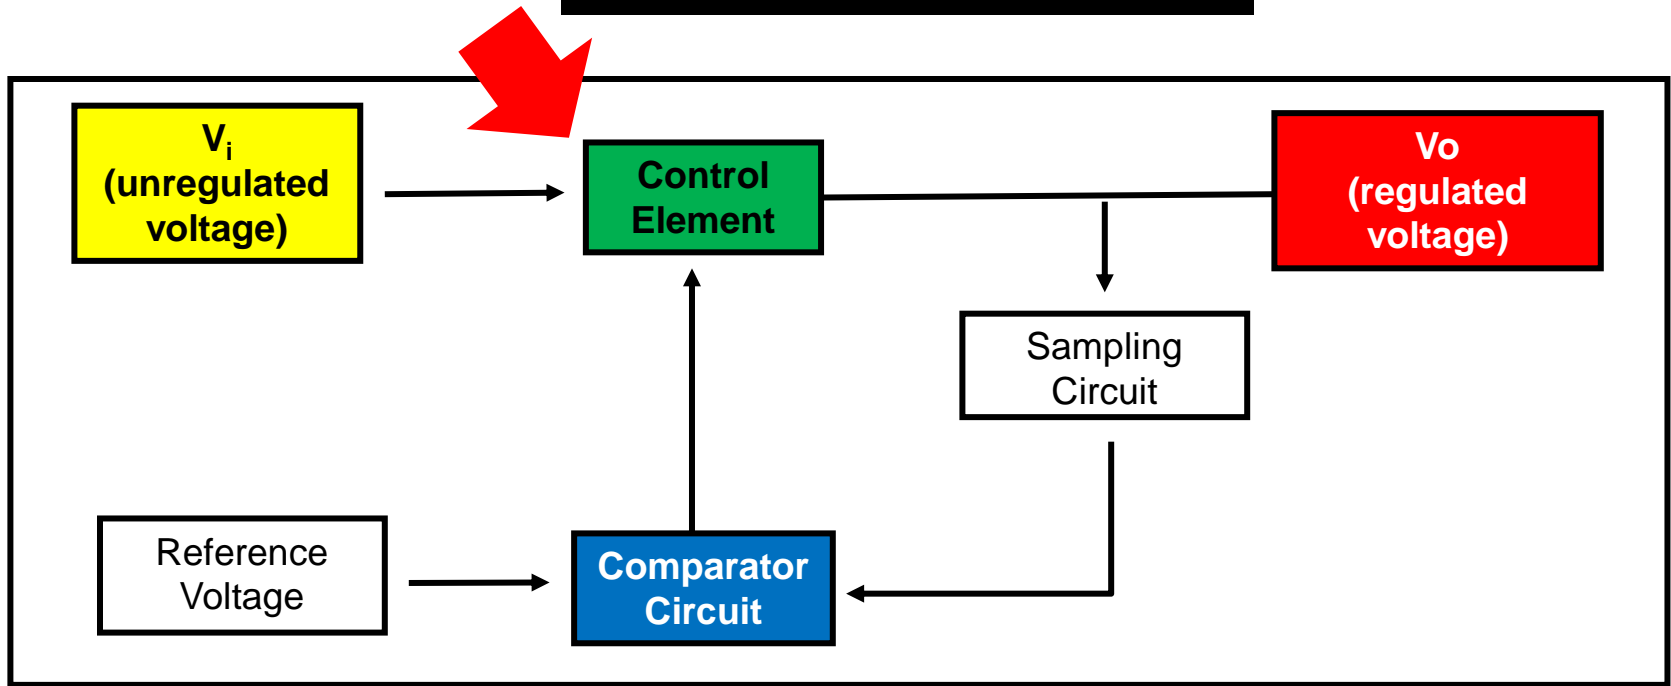 Vi
(unregulated
voltage)
Control
Element
Vo
(regulated
voltage)
Sampling
Circuit
Reference
Voltage
Comparator
Circuit